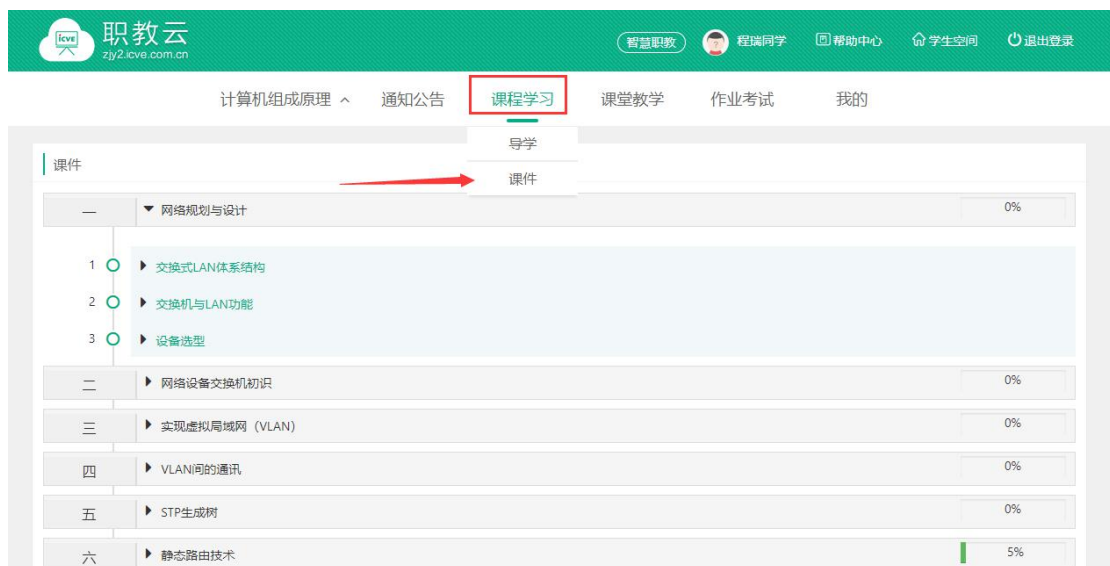 icve 职教云
zjy2.icve.com.cn
智慧职教 程瑞同学 帮助中心 学生空间 退出登录
计算机组成原理 通知公告 课程学习 课堂教学 作业考试 我的
导学
课件
课件
一 网络规划与设计 0%
1 交换式LAN体系结构
2 交换机与LAN功能
3 设备选型
二 网络设备交换机初识 0%
三 实现虚拟局域网（VLAN） 0%
四 VLAN间的通讯 0%
五 STP生成树 0%
六 静态路由技术 5%